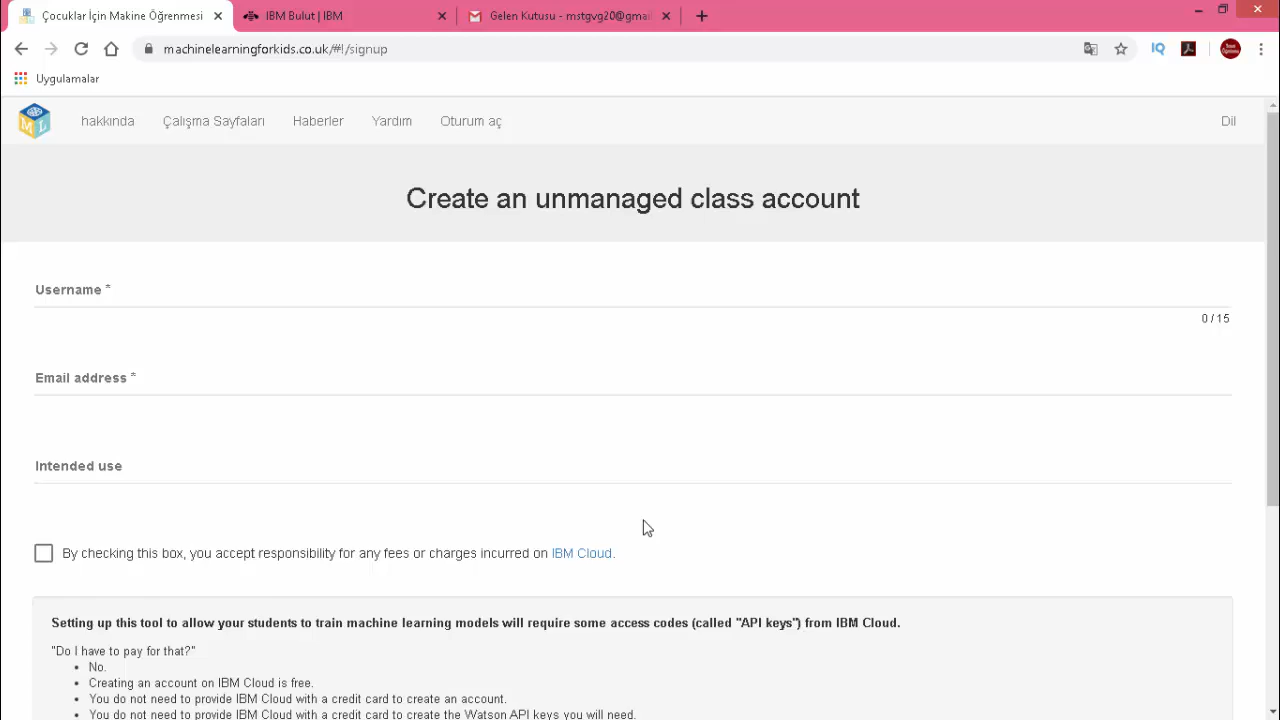 Çocuklar İçin Makine Öğrenmesi
IBM Bulut | IBM
Gelen Kutusu - mstgvg20@gmai
machinelearningforkids.co.uk/#!/signup
IQ
Uygulamalar
ML
hakkında
Çalışma Sayfaları
Haberler
Yardım
Oturum aç
Dil
Create an unmanaged class account
Username *
0 / 15
Email address *
Intended use
By checking this box, you accept responsibility for any fees or charges incurred on IBM Cloud.
Setting up this tool to allow your students to train machine learning models will require some access codes (called "API keys") from IBM Cloud.
"Do I have to pay for that?"
• No.
• Creating an account on IBM Cloud is free.
• You do not need to provide IBM Cloud with a credit card to create an account.
• You do not need to provide IBM Cloud with a credit card to create the Watson API keys you will need.